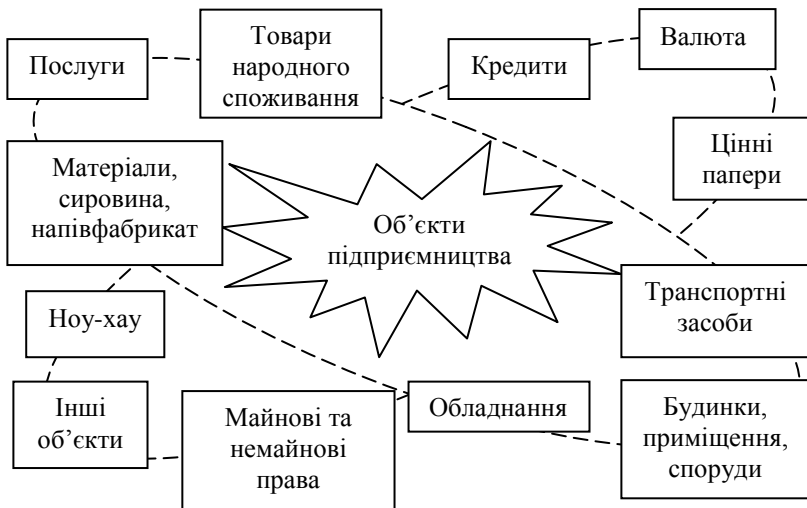 Послуги
Товари
народного
споживання
Кредити
Валюта
Матеріали,
сировина,
напівфабрикат
Об’єкти
підприємництва
Цінні
папери
Ноу-хау
Транспортні
засоби
Інші
об’єкти
Майнові та
немайнові
права
Обладнання
Будинки,
приміщення,
споруди